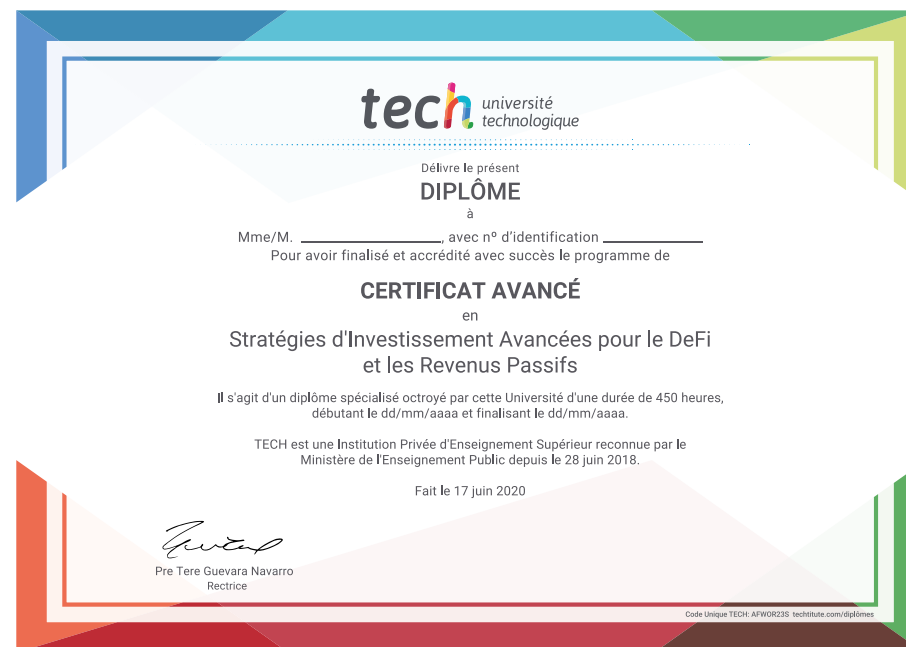 tech université
technologique
Délivre le présent
DIPLÔME
à
Mme/M. ____________________, avec nº d'identification ______________
Pour avoir finalisé et accrédité avec succès le programme de
CERTIFICAT AVANCÉ
en
Stratégies d'Investissement Avancées pour le DeFi
et les Revenus Passifs
Il s'agit d'un diplôme spécialisé octroyé par cette Université d'une durée de 450 heures,
débutant le dd/mm/aaaa et finalisant le dd/mm/aaaa.
TECH est une Institution Privée d'Enseignement Supérieur reconnue par le
Ministère de l'Enseignement Public depuis le 28 juin 2018.
Fait le 17 juin 2020
Pre Tere Guevara Navarro
Rectrice
Code Unique TECH: AFWOR23S techtitute.com/diplômes